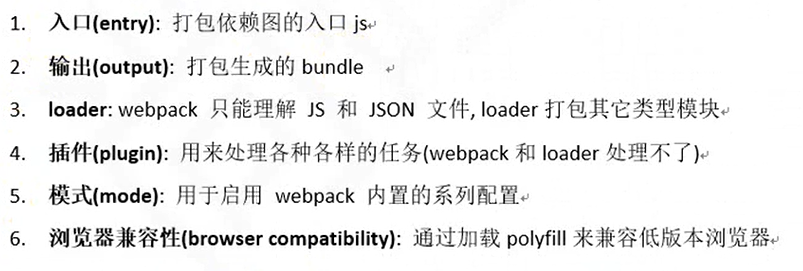 1. 入口(entry): 打包依赖图的入口 js
2. 输出(output): 打包生成的 bundle
3. loader: webpack 只能理解 JS 和 JSON 文件, loader 打包其它类型模块
4. 插件(plugin): 用来处理各种各样的任务(webpack 和 loader 处理不了)
5. 模式(mode): 用于启用 webpack 内置的系列配置
6. 浏览器兼容性(browser compatibility): 通过加载 polyfill 来兼容低版本浏览器